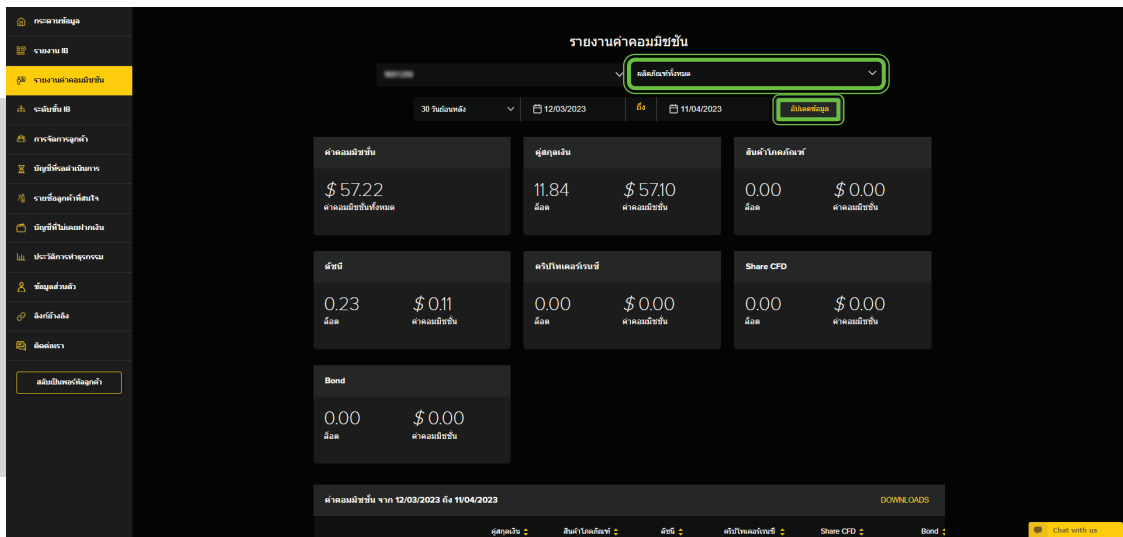 กระดานข้อมูล
รายงาน IB
รายงานค่าคอมมิชชั่น
ระดับชั้น IB
การจัดการลูกค้า
บัญชีที่รอดำเนินการ
รายชื่อลูกค้าที่สนใจ
บัญชีที่ไม่เคยฝากเงิน
ประวัติการทำธุรกรรม
ข้อมูลส่วนตัว
ลิงก์อ้างอิง
ติดต่อเรา
สลับเป็นพอร์ทัลลูกค้า
รายงานค่าคอมมิชชั่น
ผลิตภัณฑ์ทั้งหมด
30 วันย้อนหลัง 12/03/2023 ถึง 11/04/2023 อัปเดตข้อมูล
ค่าคอมมิชชั่น
$ 57.22
ค่าคอมมิชชั่นทั้งหมด
คู่สกุลเงิน
11.84 $ 57.10
ล็อต ค่าคอมมิชชั่น
สินค้าโภคภัณฑ์
0.00 $ 0.00
ล็อต ค่าคอมมิชชั่น
ดัชนี
0.23 $ 0.11
ล็อต ค่าคอมมิชชั่น
คริปโทเคอร์เรนซี
0.00 $ 0.00
ล็อต ค่าคอมมิชชั่น
Share CFD
0.00 $ 0.00
ล็อต ค่าคอมมิชชั่น
Bond
0.00 $ 0.00
ล็อต ค่าคอมมิชชั่น
ค่าคอมมิชชั่น จาก 12/03/2023 ถึง 11/04/2023 DOWNLOADS
คู่สกุลเงิน สินค้าโภคภัณฑ์ ดัชนี คริปโทเคอร์เรนซี Share CFD Bond
Chat with us